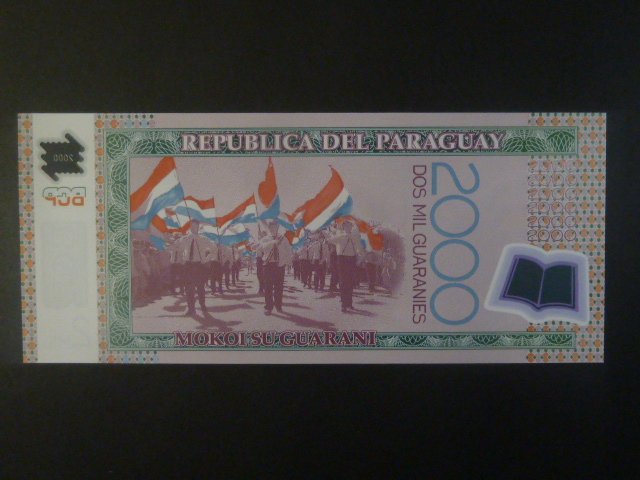 REPUBLICA DEL PARAGUAY
2000
DOS MIL GUARANIES
MOKOI SU GUARANI
2000
BCP